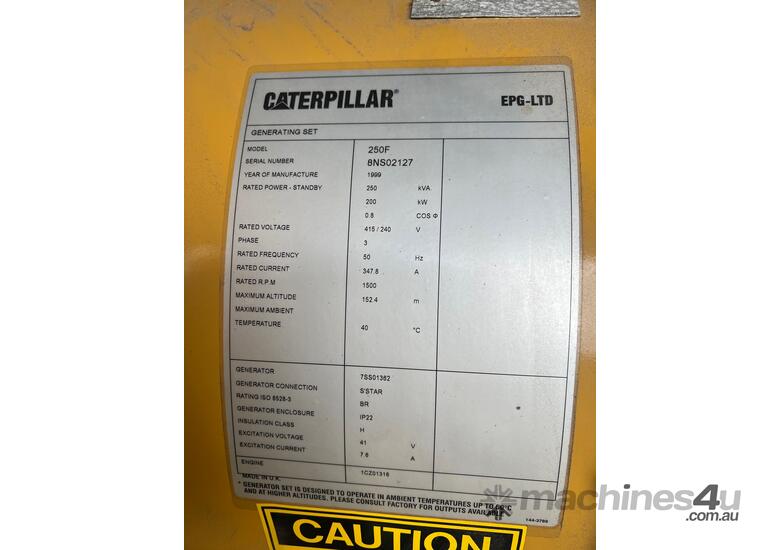 CATERPILLAR® EPG-LTD
GENERATING SET
MODEL 250F
SERIAL NUMBER 8NS02127
YEAR OF MANUFACTURE 1999
RATED POWER - STANDBY 250 kVA
200 kW
0.8 COS Φ
RATED VOLTAGE 415 / 240 V
PHASE 3
RATED FREQUENCY 50 Hz
RATED CURRENT 347.8 A
RATED R.P.M 1500
MAXIMUM ALTITUDE 152.4 m
MAXIMUM AMBIENT
TEMPERATURE 40 °C
GENERATOR 7SS01362
GENERATOR CONNECTION S'STAR
RATING ISO 8528-3 BR
GENERATOR ENCLOSURE IP22
INSULATION CLASS H
EXCITATION VOLTAGE 41 V
EXCITATION CURRENT 7.6 A
ENGINE 1CZ01316
MADE IN U.K.
* GENERATOR SET IS DESIGNED TO OPERATE IN AMBIENT TEMPERATURES UP TO °C
AND AT HIGHER ALTITUDES. PLEASE CONSULT FACTORY FOR OUTPUTS AVAILABLE
144-3788
machines4u
.com.au
CAUTION